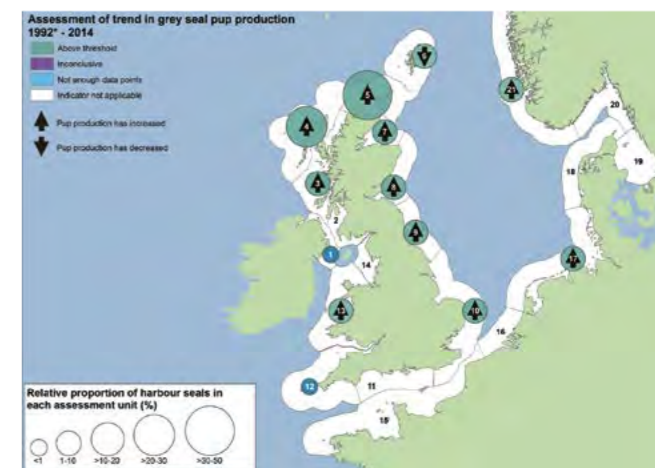 Assessment of trend in grey seal pup production
1992* - 2014
Above threshold
Inconclusive
Not enough data points
Indicator not applicable
Pup production has increased
Pup production has decreased
5
21
4
7
20
3
8
18
19
2
9
1
14
17
13
10
16
12
11
15
Relative proportion of harbour seals in
each assessment unit (%)
<1
1-10
>10-20
>20-30
>30-50